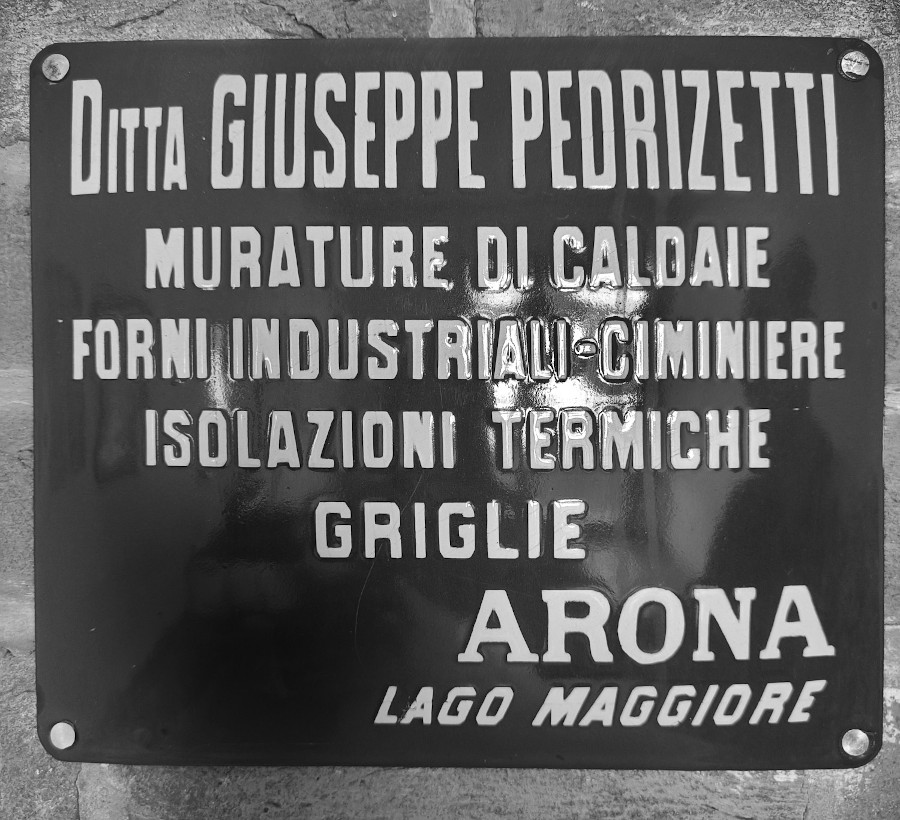 DITTA GIUSEPPE PEDRIZETTI
MURATURE DI CALDAIE
FORNI INDUSTRIALI-CIMINIERE
ISOLAZIONI TERMICHE
GRIGLIE
ARONA
LAGO MAGGIORE